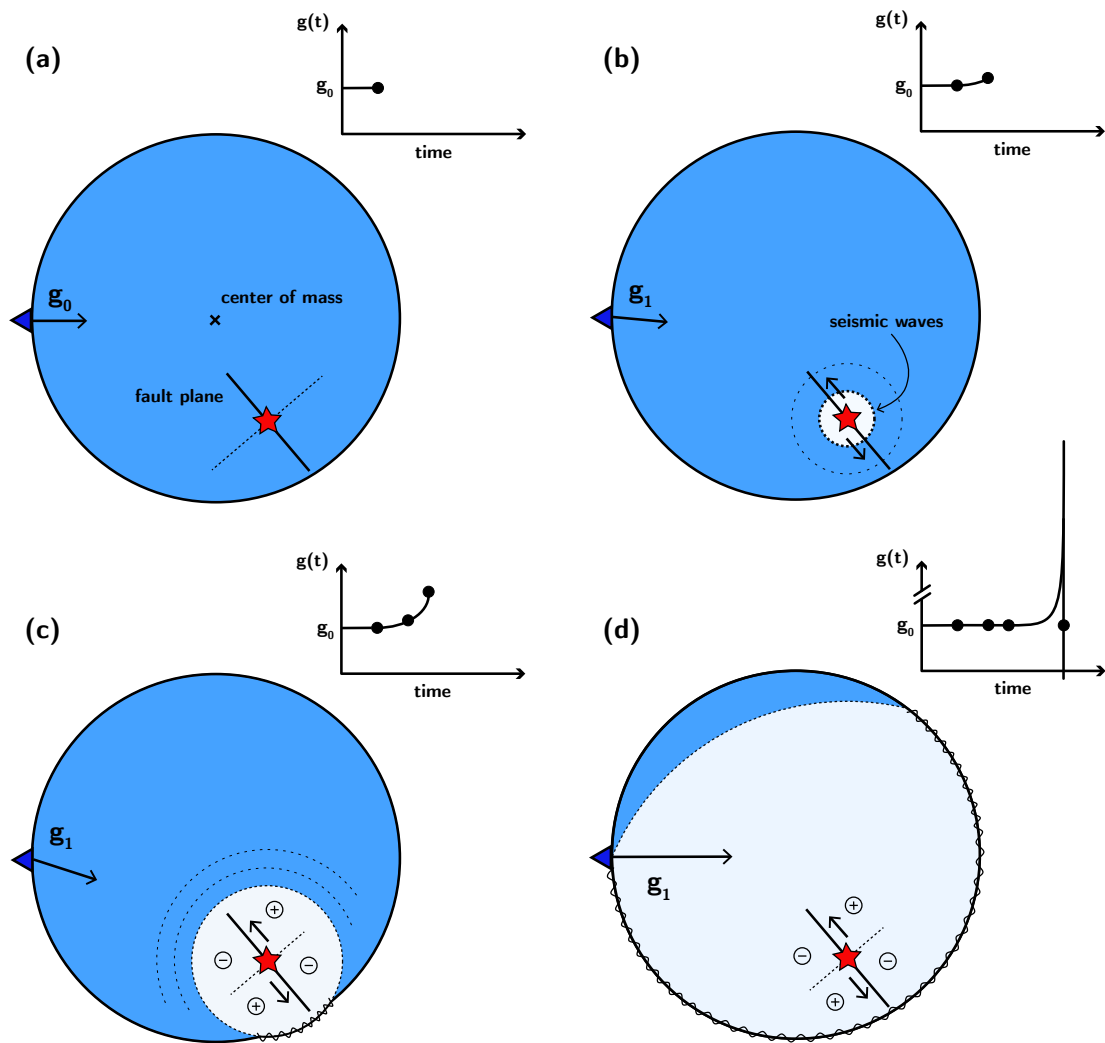 (a)
g(t)
g₀
time
g₀
center of mass
fault plane
(b)
g(t)
g₀
time
g₁
seismic waves
(c)
g(t)
g₀
time
g₁
+
−
−
+
(d)
g(t)
g₀
time
g₁
+
−
−
+